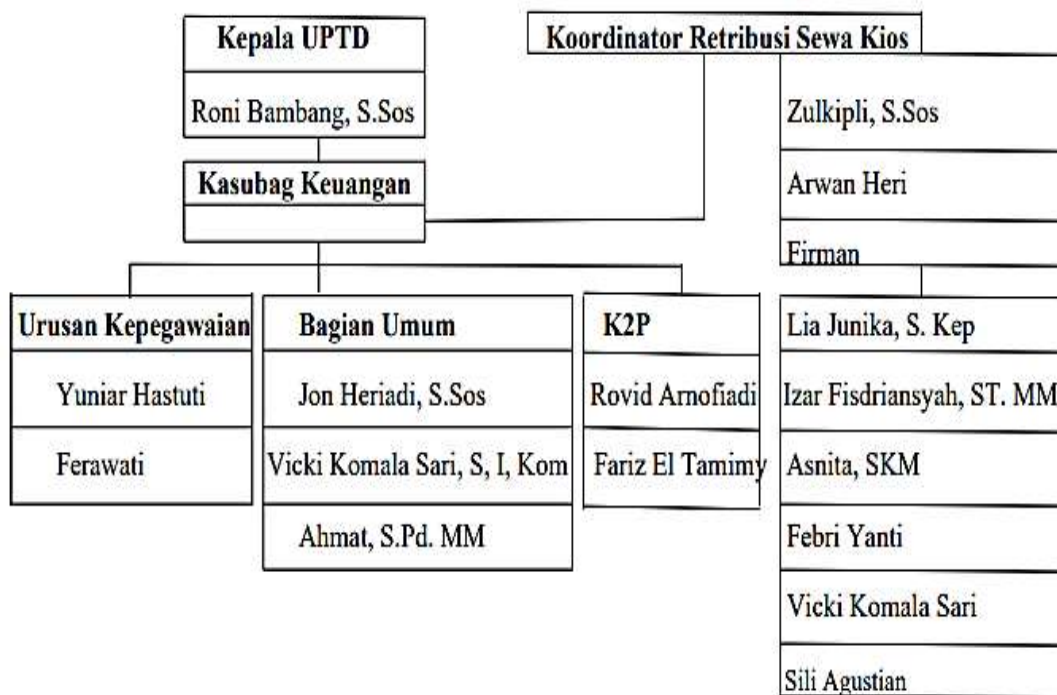 Kepala UPTD
Roni Bambang, S.Sos
Kasubag Keuangan
Koordinator Retribusi Sewa Kios
Zulkipli, S.Sos
Arwan Heri
Firman
Urusan Kepegawaian
Yuniar Hastuti
Ferawati
Bagian Umum
Jon Heriadi, S.Sos
Vicki Komala Sari, S, I, Kom
Ahmat, S.Pd. MM
K2P
Rovid Arnofiadi
Fariz El Tamimy
Lia Junika, S. Kep
Izar Fisdriansyah, ST. MM
Asnita, SKM
Febri Yanti
Vicki Komala Sari
Sili Agustian